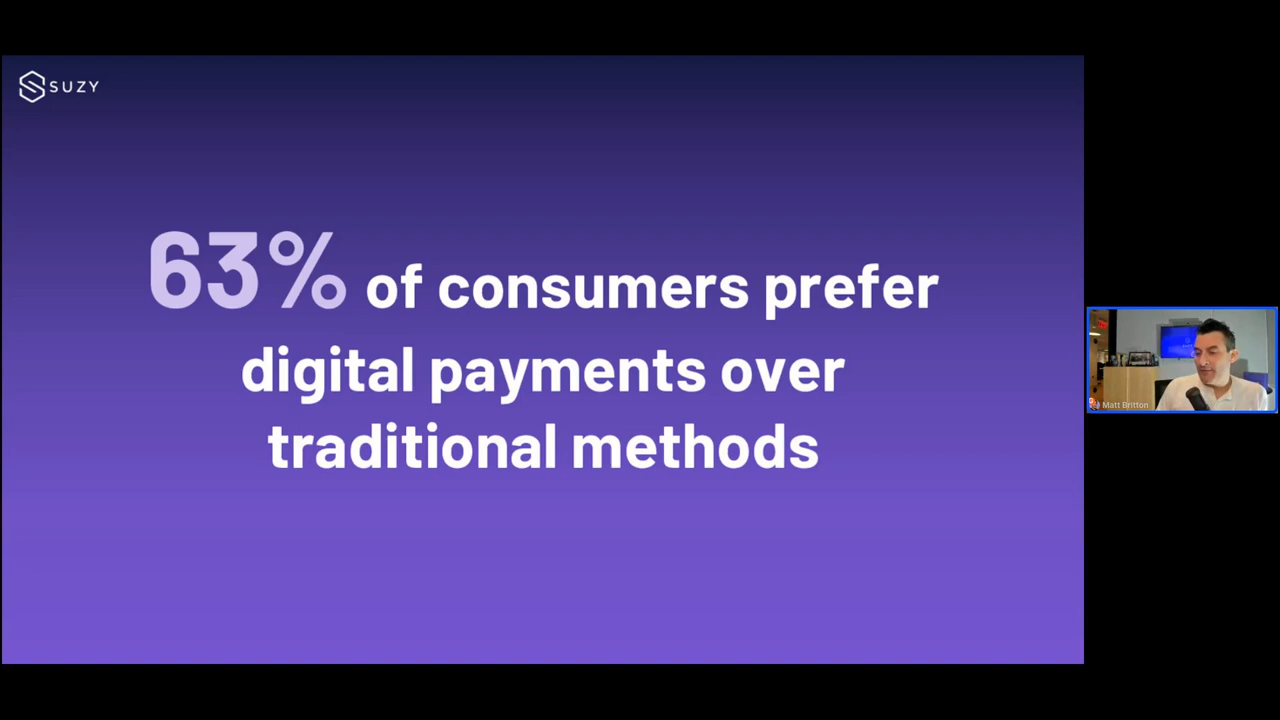 SUZY
63% of consumers prefer
digital payments over
traditional methods
Matt Britton